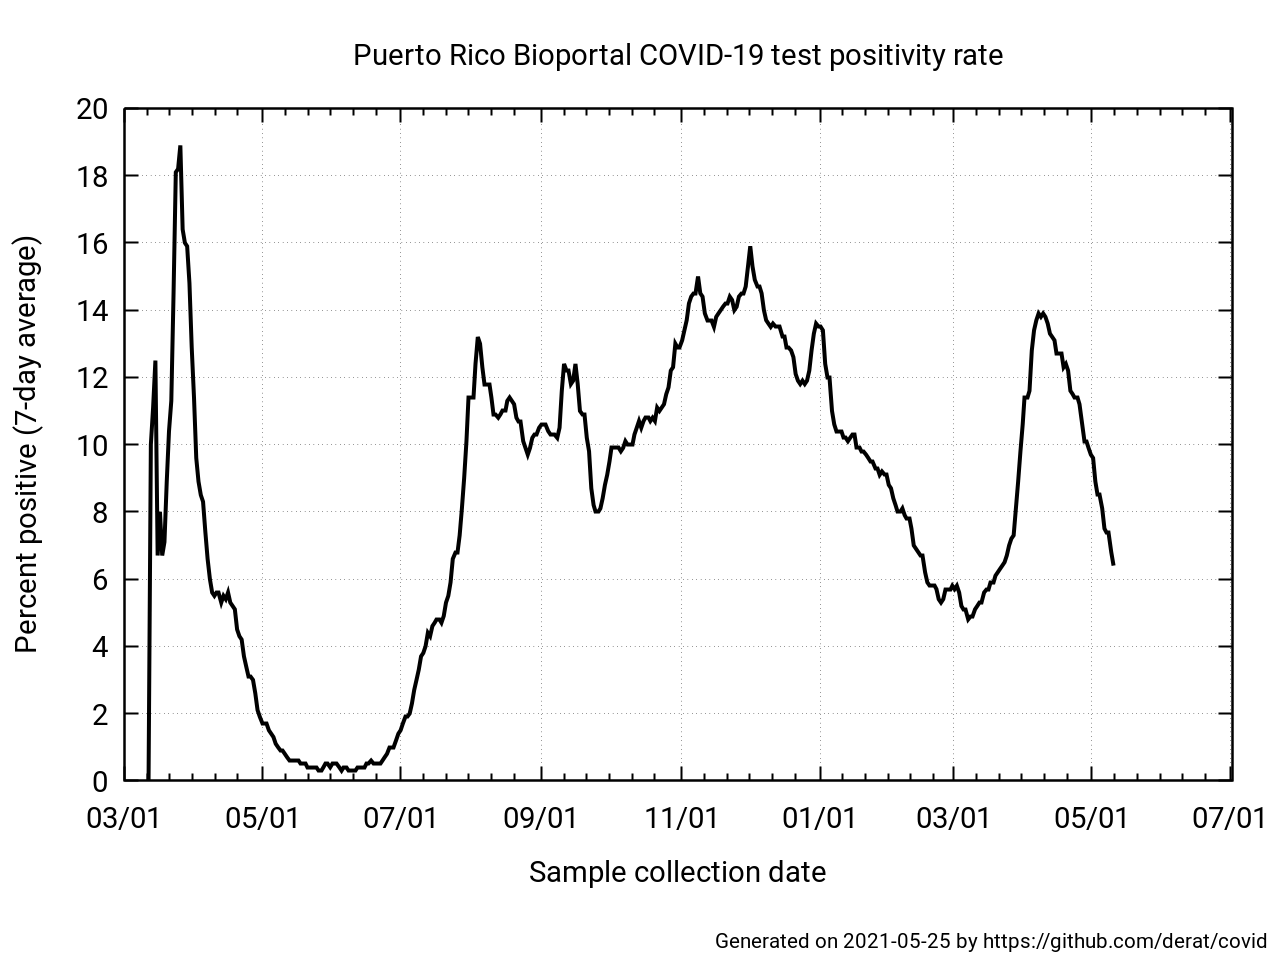 Puerto Rico Bioportal COVID-19 test positivity rate
20
18
16
14
12
10
8
6
4
2
0
Percent positive (7-day average)
03/01 05/01 07/01 09/01 11/01 01/01 03/01 05/01 07/01
Sample collection date
Generated on 2021-05-25 by https://github.com/derat/covid